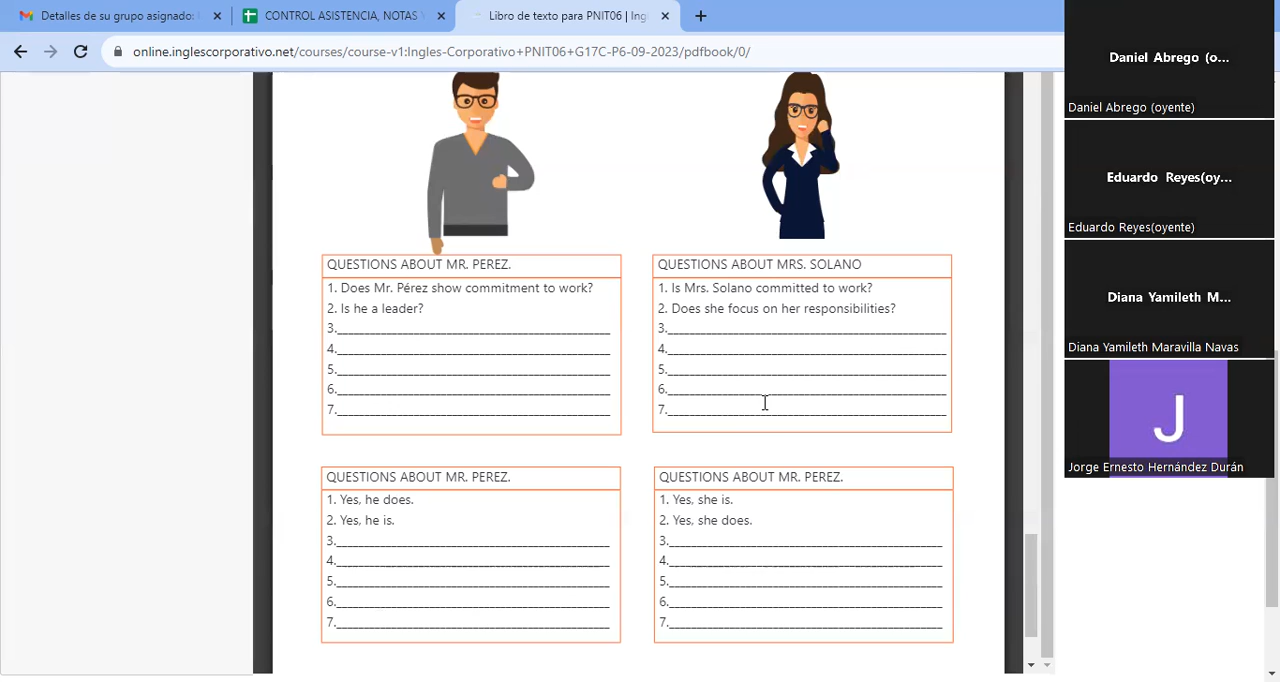 Detalles de su grupo asignado:
CONTROL ASISTENCIA, NOTAS Y
Libro de texto para PNIT06 | Ing
online.inglescorporativo.net/courses/course-v1:Ingles-Corporativo+PNIT06+G17C-P6-09-2023/pdfbook/0/
QUESTIONS ABOUT MR. PEREZ.
1. Does Mr. Pérez show commitment to work?
2. Is he a leader?
3.
4.
5.
6.
7.
QUESTIONS ABOUT MRS. SOLANO
1. Is Mrs. Solano committed to work?
2. Does she focus on her responsibilities?
3.
4.
5.
6.
7.
QUESTIONS ABOUT MR. PEREZ.
1. Yes, he does.
2. Yes, he is.
3.
4.
5.
6.
7.
QUESTIONS ABOUT MR. PEREZ.
1. Yes, she is.
2. Yes, she does.
3.
4.
5.
6.
7.
Daniel Abrego (o...
Daniel Abrego (oyente)
Eduardo Reyes(oy...
Eduardo Reyes(oyente)
Diana Yamileth M...
Diana Yamileth Maravilla Navas
J
Jorge Ernesto Hernández Durán